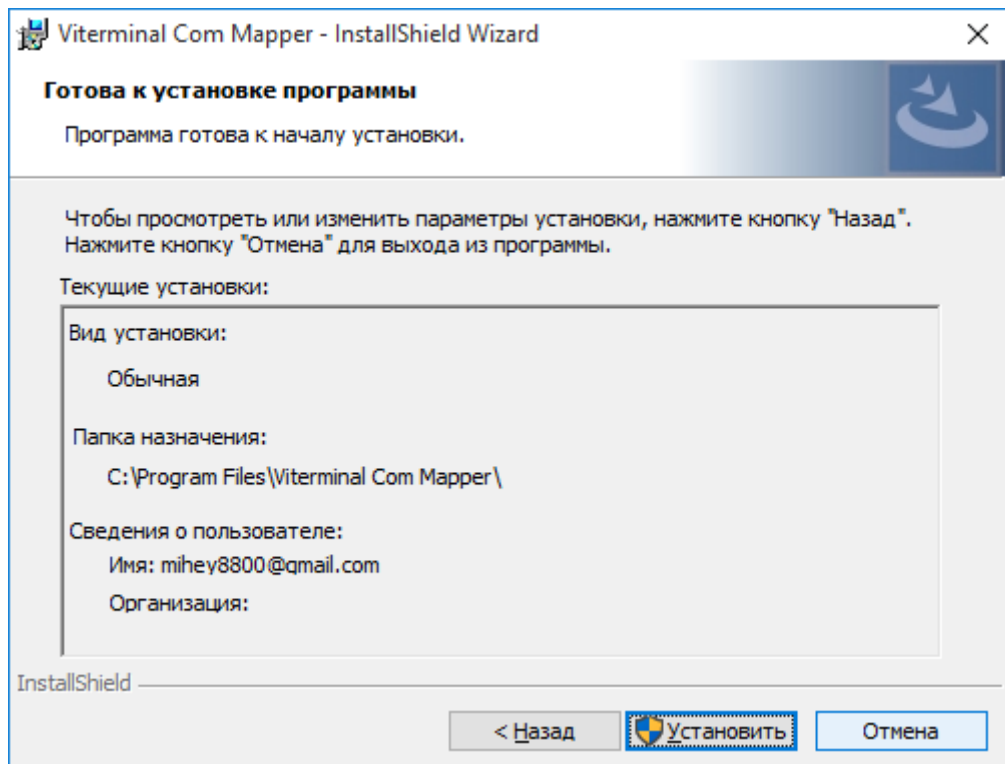 Viterminal Com Mapper - InstallShield Wizard
Готова к установке программы
Программа готова к началу установки.
Чтобы просмотреть или изменить параметры установки, нажмите кнопку "Назад".
Нажмите кнопку "Отмена" для выхода из программы.
Текущие установки:
Вид установки:
Обычная
Папка назначения:
C:\Program Files\Viterminal Com Mapper\
Сведения о пользователе:
Имя: mihey8800@gmail.com
Организация:
InstallShield
< Назад
Установить
Отмена